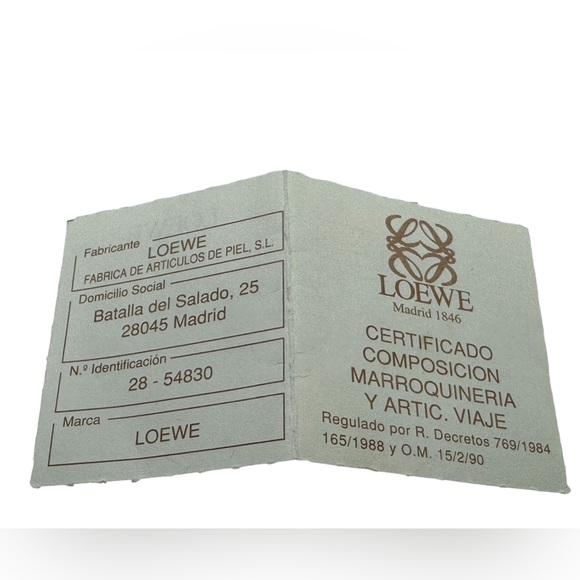 Fabricante LOEWE
FABRICA DE ARTICULOS DE PIEL, S.L.
Domicilio Social
Batalla del Salado, 25
28045 Madrid
N.º Identificación
28 - 54830
Marca
LOEWE
LOEWE
Madrid 1846
CERTIFICADO
COMPOSICION
MARROQUINERIA
Y ARTIC. VIAJE
Regulado por R. Decretos 769/1984
165/1988 y O.M. 15/2/90